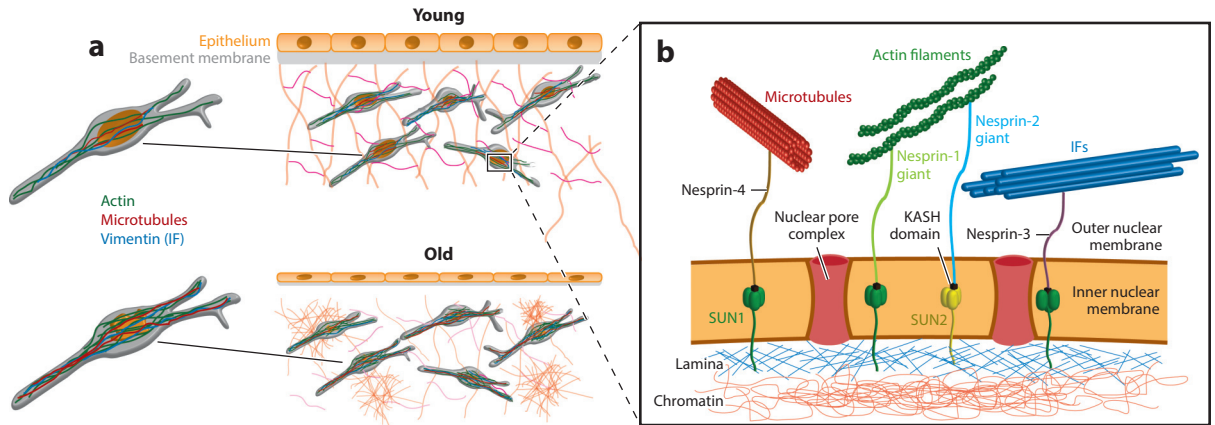 a
Young
Epithelium
Basement membrane
Actin
Microtubules
Vimentin (IF)
Old
b
Actin filaments
Microtubules
Nesprin-2
giant
Nesprin-1
giant
IFs
Nesprin-4
Nuclear pore
complex
KASH
domain
Nesprin-3
Outer nuclear
membrane
SUN1
SUN2
Inner nuclear
membrane
Lamina
Chromatin